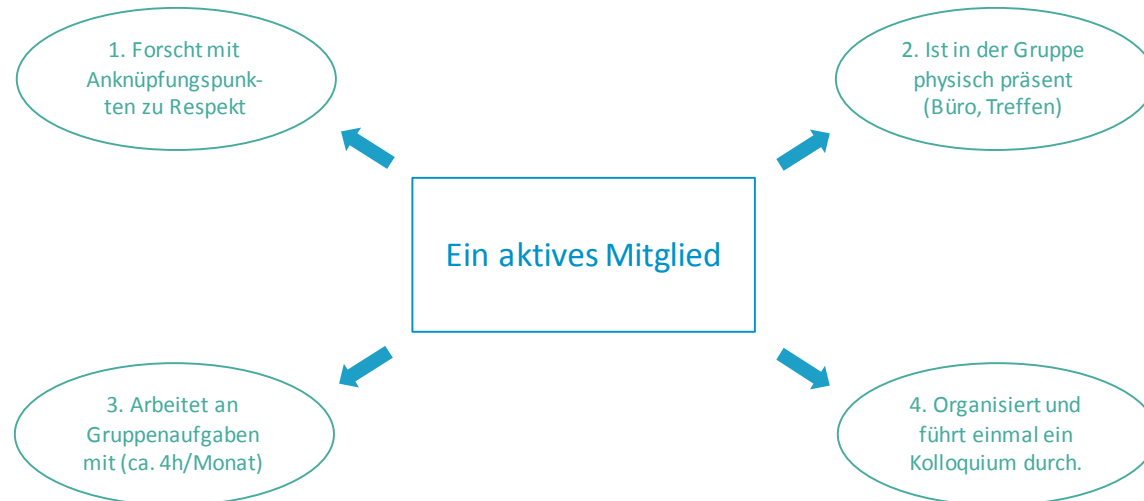 1. Forscht mit
Anknüpfungspunk-
ten zu Respekt
2. Ist in der Gruppe
physisch präsent
(Büro, Treffen)
Ein aktives Mitglied
3. Arbeitet an
Gruppenaufgaben
mit (ca. 4h/Monat)
4. Organisiert und
führt einmal ein
Kolloquium durch.